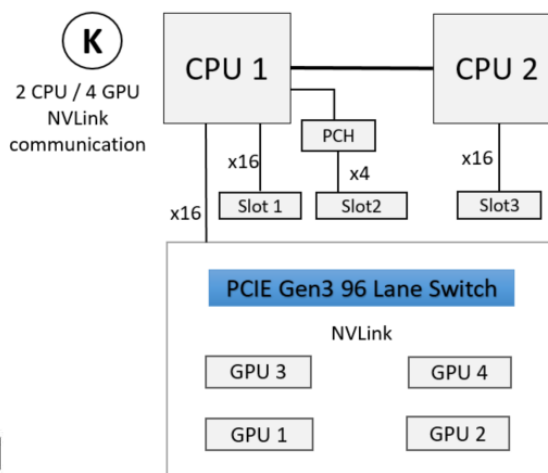 K
2 CPU / 4 GPU
NVLink
communication
CPU 1
CPU 2
PCH
x16
x4
x16
Slot 1
Slot2
Slot3
x16
PCIE Gen3 96 Lane Switch
NVLink
GPU 3
GPU 4
GPU 1
GPU 2